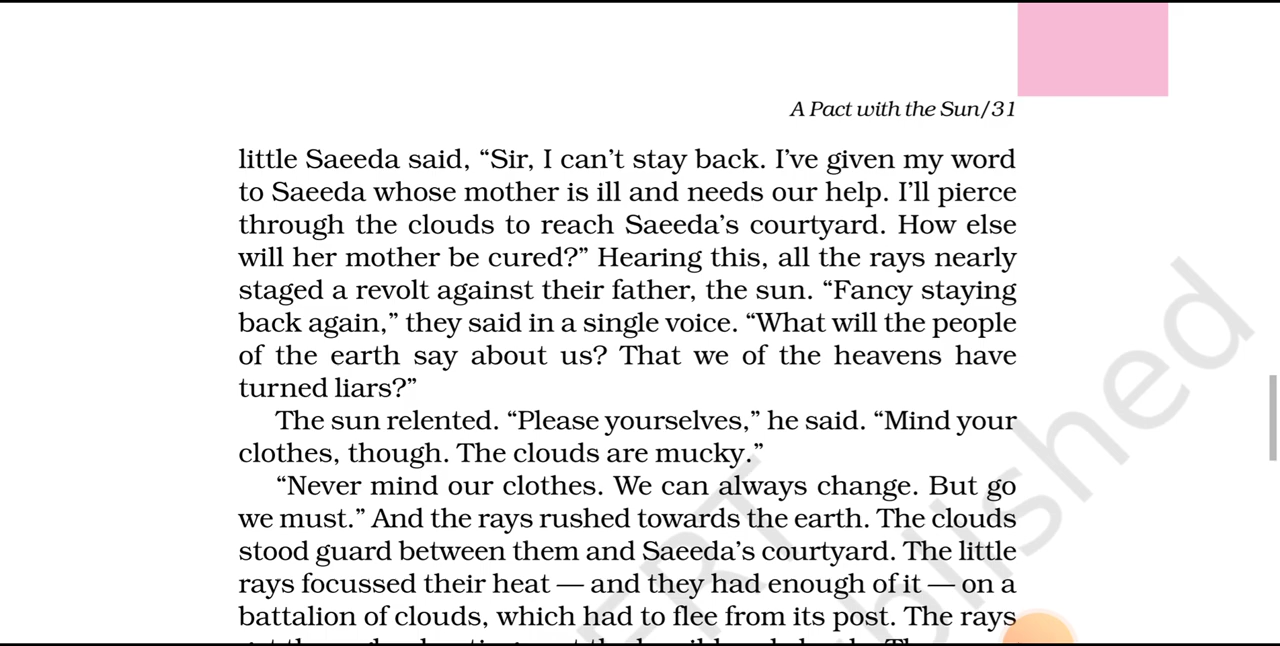 A Pact with the Sun/31
little Saeeda said, “Sir, I can’t stay back. I’ve given my word
to Saeeda whose mother is ill and needs our help. I’ll pierce
through the clouds to reach Saeeda’s courtyard. How else
will her mother be cured?” Hearing this, all the rays nearly
staged a revolt against their father, the sun. “Fancy staying
back again,” they said in a single voice. “What will the people
of the earth say about us? That we of the heavens have
turned liars?”
The sun relented. “Please yourselves,” he said. “Mind your
clothes, though. The clouds are mucky.”
“Never mind our clothes. We can always change. But go
we must.” And the rays rushed towards the earth. The clouds
stood guard between them and Saeeda’s courtyard. The little
rays focussed their heat — and they had enough of it — on a
battalion of clouds, which had to flee from its post. The rays